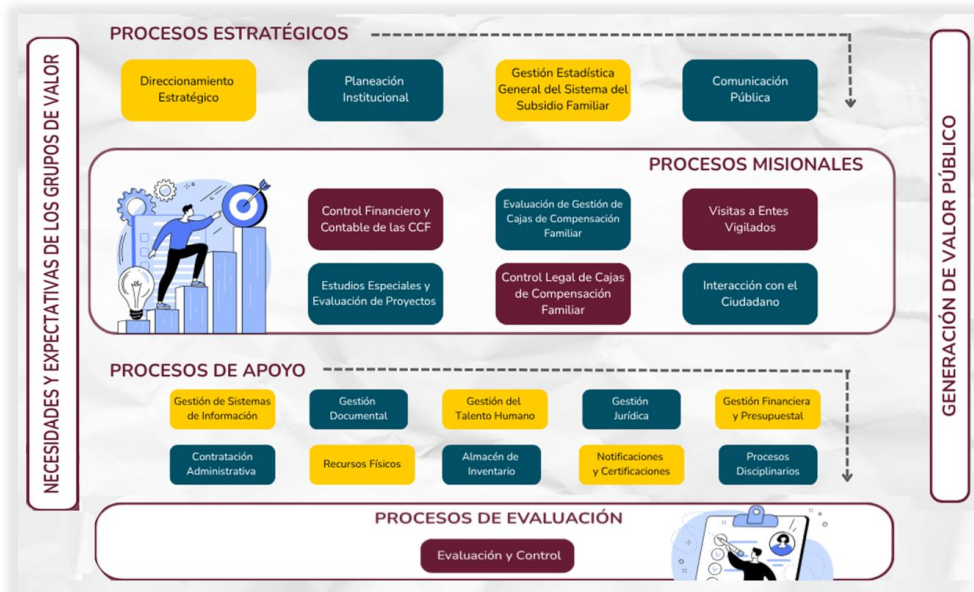 NECESIDADES Y EXPECTATIVAS DE LOS GRUPOS DE VALOR
PROCESOS ESTRATÉGICOS
Direccionamiento
Estratégico
Planeación
Institucional
Gestión Estadística
General del Sistema del
Subsidio Familiar
Comunicación
Pública
PROCESOS MISIONALES
Control Financiero y
Contable de las CCF
Evaluación de Gestión de
Cajas de Compensación
Familiar
Visitas a Entes
Vigilados
Estudios Especiales y
Evaluación de Proyectos
Control Legal de Cajas
de Compensación
Familiar
Interacción con el
Ciudadano
PROCESOS DE APOYO
Gestión de Sistemas
de Información
Gestión
Documental
Gestión del
Talento Humano
Gestión
Jurídica
Gestión Financiera
y Presupuestal
Contratación
Administrativa
Recursos Físicos
Almacén de
Inventario
Notificaciones
y Certificaciones
Procesos
Disciplinarios
PROCESOS DE EVALUACIÓN
Evaluación y Control
GENERACIÓN DE VALOR PÚBLICO